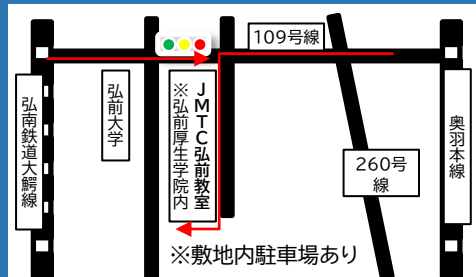 109号線
弘南鉄道大鰐線
弘前大学
JMTC弘前教室
※弘前厚生学院内
260号
線
奥羽本線
※敷地内駐車場あり